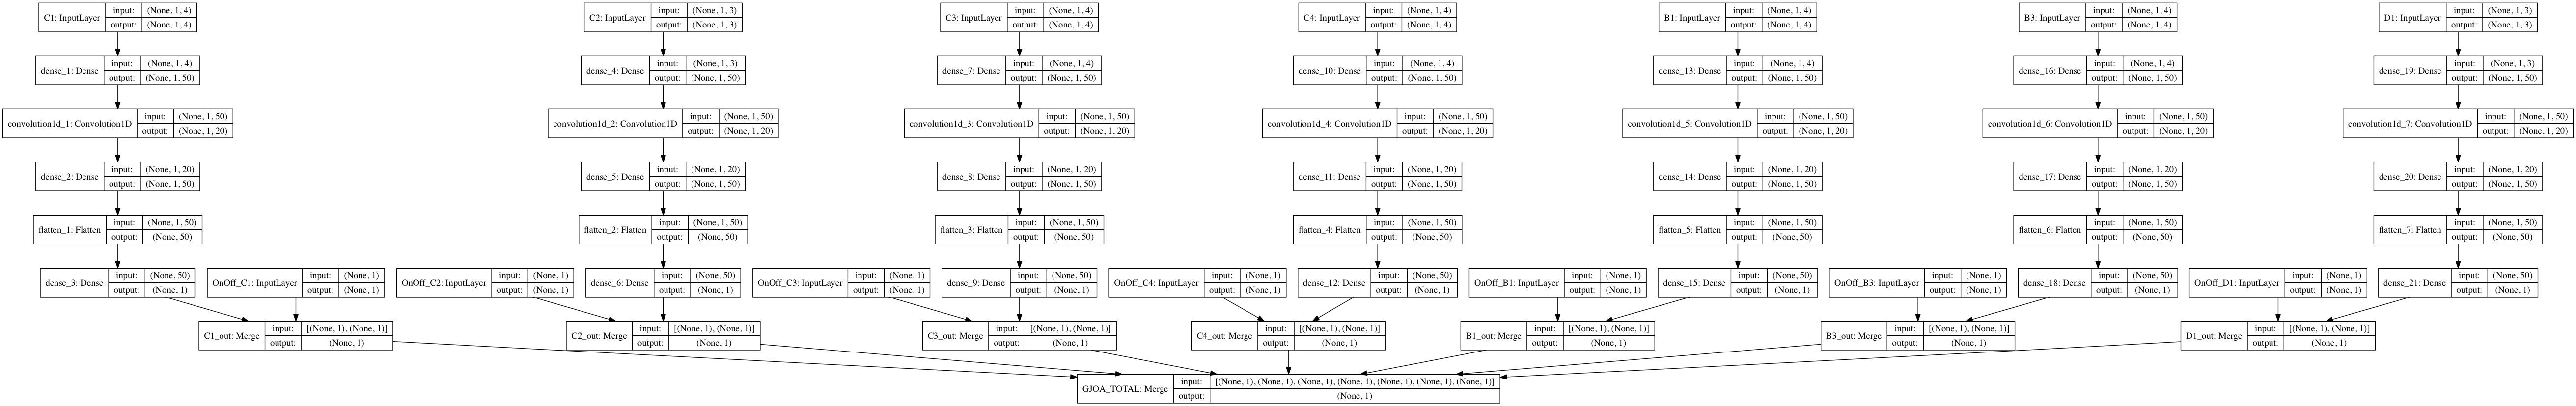 C1: InputLayer input: (None, 1, 4) output: (None, 1, 4)
C2: InputLayer input: (None, 1, 3) output: (None, 1, 3)
C3: InputLayer input: (None, 1, 4) output: (None, 1, 4)
C4: InputLayer input: (None, 1, 4) output: (None, 1, 4)
B1: InputLayer input: (None, 1, 4) output: (None, 1, 4)
B3: InputLayer input: (None, 1, 4) output: (None, 1, 4)
D1: InputLayer input: (None, 1, 3) output: (None, 1, 3)
dense_1: Dense input: (None, 1, 4) output: (None, 1, 50)
dense_4: Dense input: (None, 1, 3) output: (None, 1, 50)
dense_7: Dense input: (None, 1, 4) output: (None, 1, 50)
dense_10: Dense input: (None, 1, 4) output: (None, 1, 50)
dense_13: Dense input: (None, 1, 4) output: (None, 1, 50)
dense_16: Dense input: (None, 1, 4) output: (None, 1, 50)
dense_19: Dense input: (None, 1, 3) output: (None, 1, 50)
convolution1d_1: Convolution1D input: (None, 1, 50) output: (None, 1, 20)
convolution1d_2: Convolution1D input: (None, 1, 50) output: (None, 1, 20)
convolution1d_3: Convolution1D input: (None, 1, 50) output: (None, 1, 20)
convolution1d_4: Convolution1D input: (None, 1, 50) output: (None, 1, 20)
convolution1d_5: Convolution1D input: (None, 1, 50) output: (None, 1, 20)
convolution1d_6: Convolution1D input: (None, 1, 50) output: (None, 1, 20)
convolution1d_7: Convolution1D input: (None, 1, 50) output: (None, 1, 20)
dense_2: Dense input: (None, 1, 20) output: (None, 1, 50)
dense_5: Dense input: (None, 1, 20) output: (None, 1, 50)
dense_8: Dense input: (None, 1, 20) output: (None, 1, 50)
dense_11: Dense input: (None, 1, 20) output: (None, 1, 50)
dense_14: Dense input: (None, 1, 20) output: (None, 1, 50)
dense_17: Dense input: (None, 1, 20) output: (None, 1, 50)
dense_20: Dense input: (None, 1, 20) output: (None, 1, 50)
flatten_1: Flatten input: (None, 1, 50) output: (None, 50)
flatten_2: Flatten input: (None, 1, 50) output: (None, 50)
flatten_3: Flatten input: (None, 1, 50) output: (None, 50)
flatten_4: Flatten input: (None, 1, 50) output: (None, 50)
flatten_5: Flatten input: (None, 1, 50) output: (None, 50)
flatten_6: Flatten input: (None, 1, 50) output: (None, 50)
flatten_7: Flatten input: (None, 1, 50) output: (None, 50)
dense_3: Dense input: (None, 50) output: (None, 1)
OnOff_C1: InputLayer input: (None, 1) output: (None, 1)
OnOff_C2: InputLayer input: (None, 1) output: (None, 1)
dense_6: Dense input: (None, 50) output: (None, 1)
OnOff_C3: InputLayer input: (None, 1) output: (None, 1)
dense_9: Dense input: (None, 50) output: (None, 1)
OnOff_C4: InputLayer input: (None, 1) output: (None, 1)
dense_12: Dense input: (None, 50) output: (None, 1)
OnOff_B1: InputLayer input: (None, 1) output: (None, 1)
dense_15: Dense input: (None, 50) output: (None, 1)
OnOff_B3: InputLayer input: (None, 1) output: (None, 1)
dense_18: Dense input: (None, 50) output: (None, 1)
OnOff_D1: InputLayer input: (None, 1) output: (None, 1)
dense_21: Dense input: (None, 50) output: (None, 1)
C1_out: Merge input: [(None, 1), (None, 1)] output: (None, 1)
C2_out: Merge input: [(None, 1), (None, 1)] output: (None, 1)
C3_out: Merge input: [(None, 1), (None, 1)] output: (None, 1)
C4_out: Merge input: [(None, 1), (None, 1)] output: (None, 1)
B1_out: Merge input: [(None, 1), (None, 1)] output: (None, 1)
B3_out: Merge input: [(None, 1), (None, 1)] output: (None, 1)
D1_out: Merge input: [(None, 1), (None, 1)] output: (None, 1)
GJOA_TOTAL: Merge input: [(None, 1), (None, 1), (None, 1), (None, 1), (None, 1), (None, 1), (None, 1)] output: (None, 1)